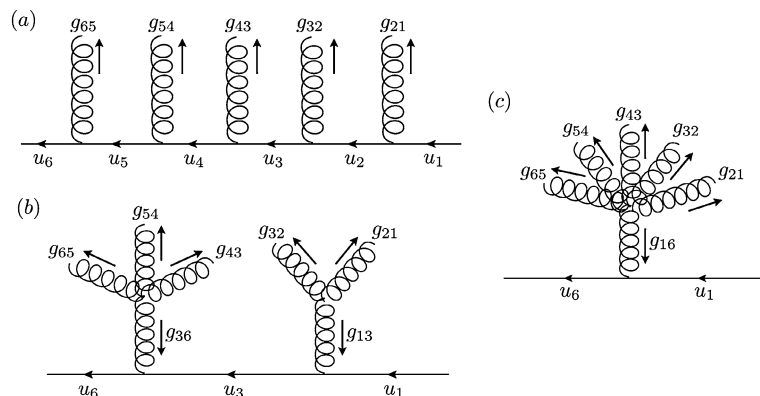 (a)
g₆₅ g₅₄ g₄₃ g₃₂ g₂₁
u₆ u₅ u₄ u₃ u₂ u₁
(b)
g₆₅ g₅₄ g₄₃ g₃₂ g₂₁
g₃₆ g₁₃
u₆ u₃ u₁
(c)
g₆₅ g₅₄ g₄₃ g₃₂ g₂₁
g₁₆
u₆ u₁